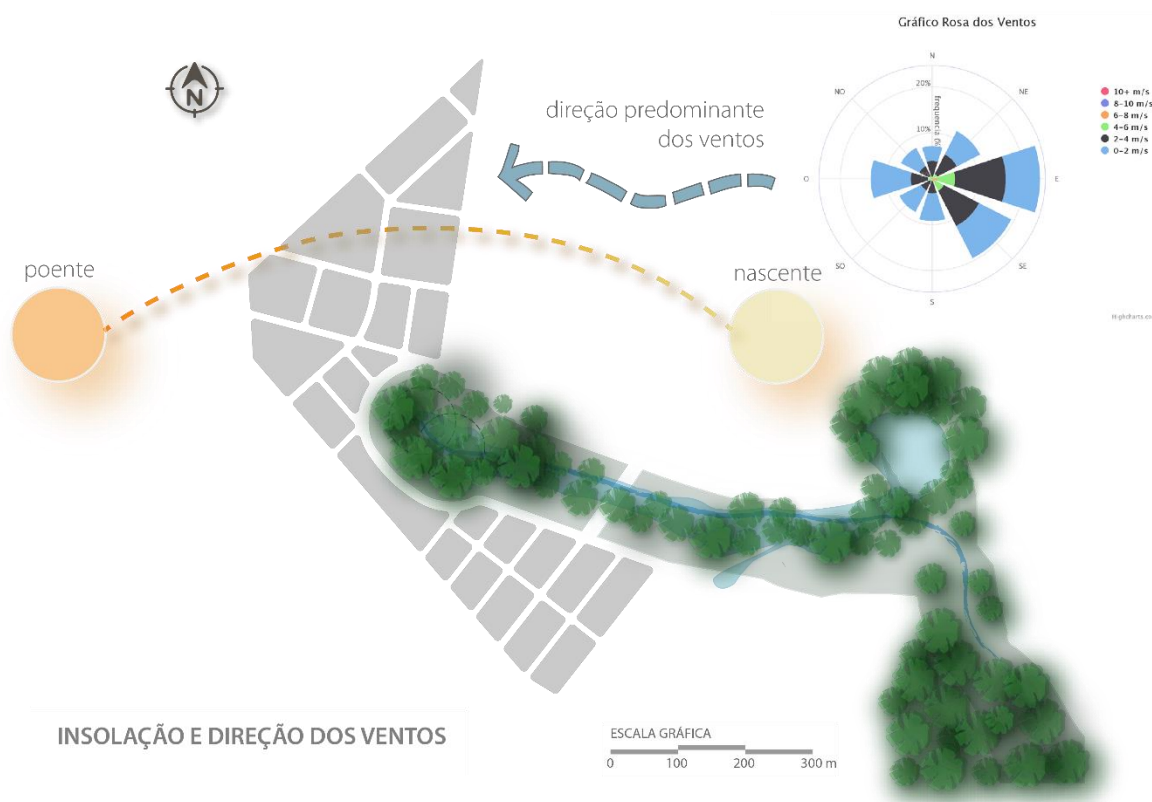 Gráfico Rosa dos Ventos
N
NO
NE
20%
10%
O
E
SO
SE
S
10+ m/s
8–10 m/s
6–8 m/s
4–6 m/s
2–4 m/s
0–2 m/s
N
direção predominante
dos ventos
poente
nascente
INSOLAÇÃO E DIREÇÃO DOS VENTOS
ESCALA GRÁFICA
0 100 200 300 m